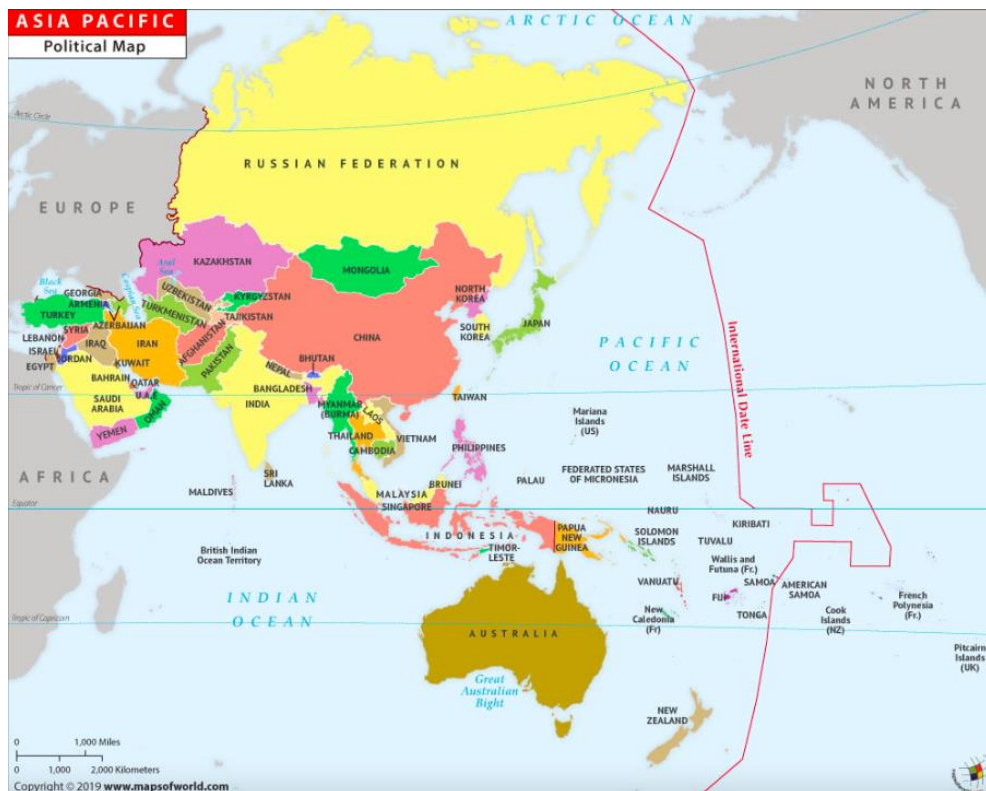 ASIA PACIFIC
Political Map
ARCTIC OCEAN
NORTH
AMERICA
Arctic Circle
RUSSIAN FEDERATION
EUROPE
KAZAKHSTAN
MONGOLIA
Aral
Sea
Black
Sea
Caspian Sea
GEORGIA
ARMENIA
UZBEKISTAN
KYRGYZSTAN
NORTH
KOREA
TURKEY
AZERBAIJAN
TURKMENISTAN
TAJIKISTAN
SOUTH
KOREA
JAPAN
LEBANON
SYRIA
ISRAEL
IRAQ
IRAN
AFGHANISTAN
CHINA
PACIFIC
OCEAN
International Date Line
EGYPT
JORDAN
KUWAIT
PAKISTAN
BHUTAN
NEPAL
Tropic of Cancer
BAHRAIN
QATAR
U.A.E
BANGLADESH
SAUDI
ARABIA
OMAN
INDIA
MYANMAR
(BURMA)
LAOS
TAIWAN
Mariana
Islands
(US)
YEMEN
THAILAND
VIETNAM
CAMBODIA
PHILIPPINES
AFRICA
SRI
LANKA
MALDIVES
MALAYSIA
BRUNEI
SINGAPORE
PALAU
FEDERATED STATES
OF MICRONESIA
MARSHALL
ISLANDS
Equator
NAURU
KIRIBATI
INDONESIA
PAPUA
NEW
GUINEA
SOLOMON
ISLANDS
TUVALU
British Indian
Ocean Territory
TIMOR-
LESTE
Wallis and
Futuna (Fr.)
SAMOA
AMERICAN
SAMOA
VANUATU
FIJI
TONGA
INDIAN
OCEAN
New
Caledonia
(Fr)
Cook
Islands
(NZ)
French
Polynesia
(Fr.)
Tropic of Capricorn
AUSTRALIA
Pitcairn
Islands
(UK)
Great
Australian
Bight
NEW
ZEALAND
0 1,000 Miles
0 1,000 2,000 Kilometers
Copyright © 2019 www.mapsofworld.com